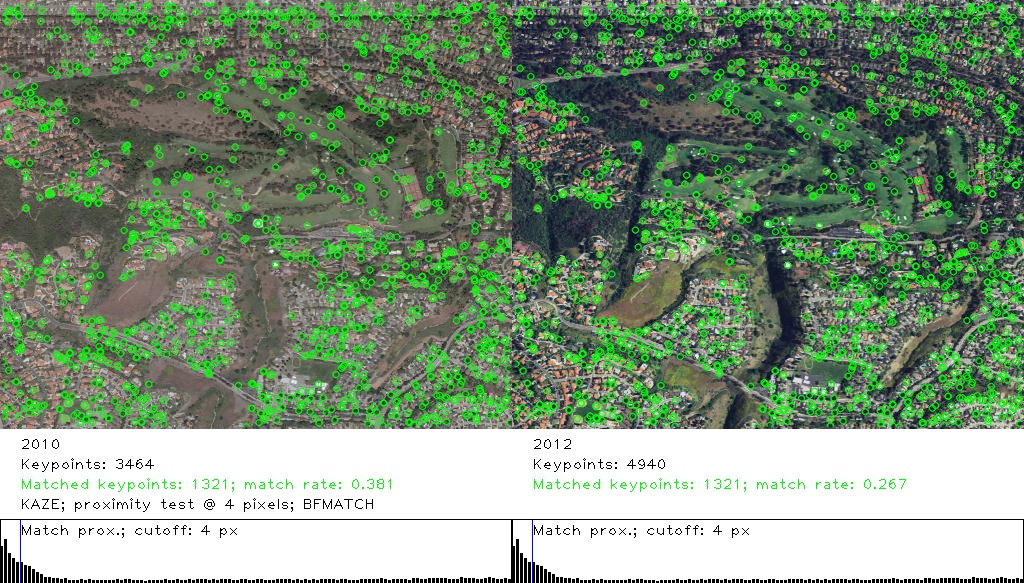 2010
Keypoints: 3464
Matched keypoints: 1321; match rate: 0.381
KAZE; proximity test @ 4 pixels; BFMATCH
2012
Keypoints: 4940
Matched keypoints: 1321; match rate: 0.267
Match prox.; cutoff: 4 px
Match prox.; cutoff: 4 px